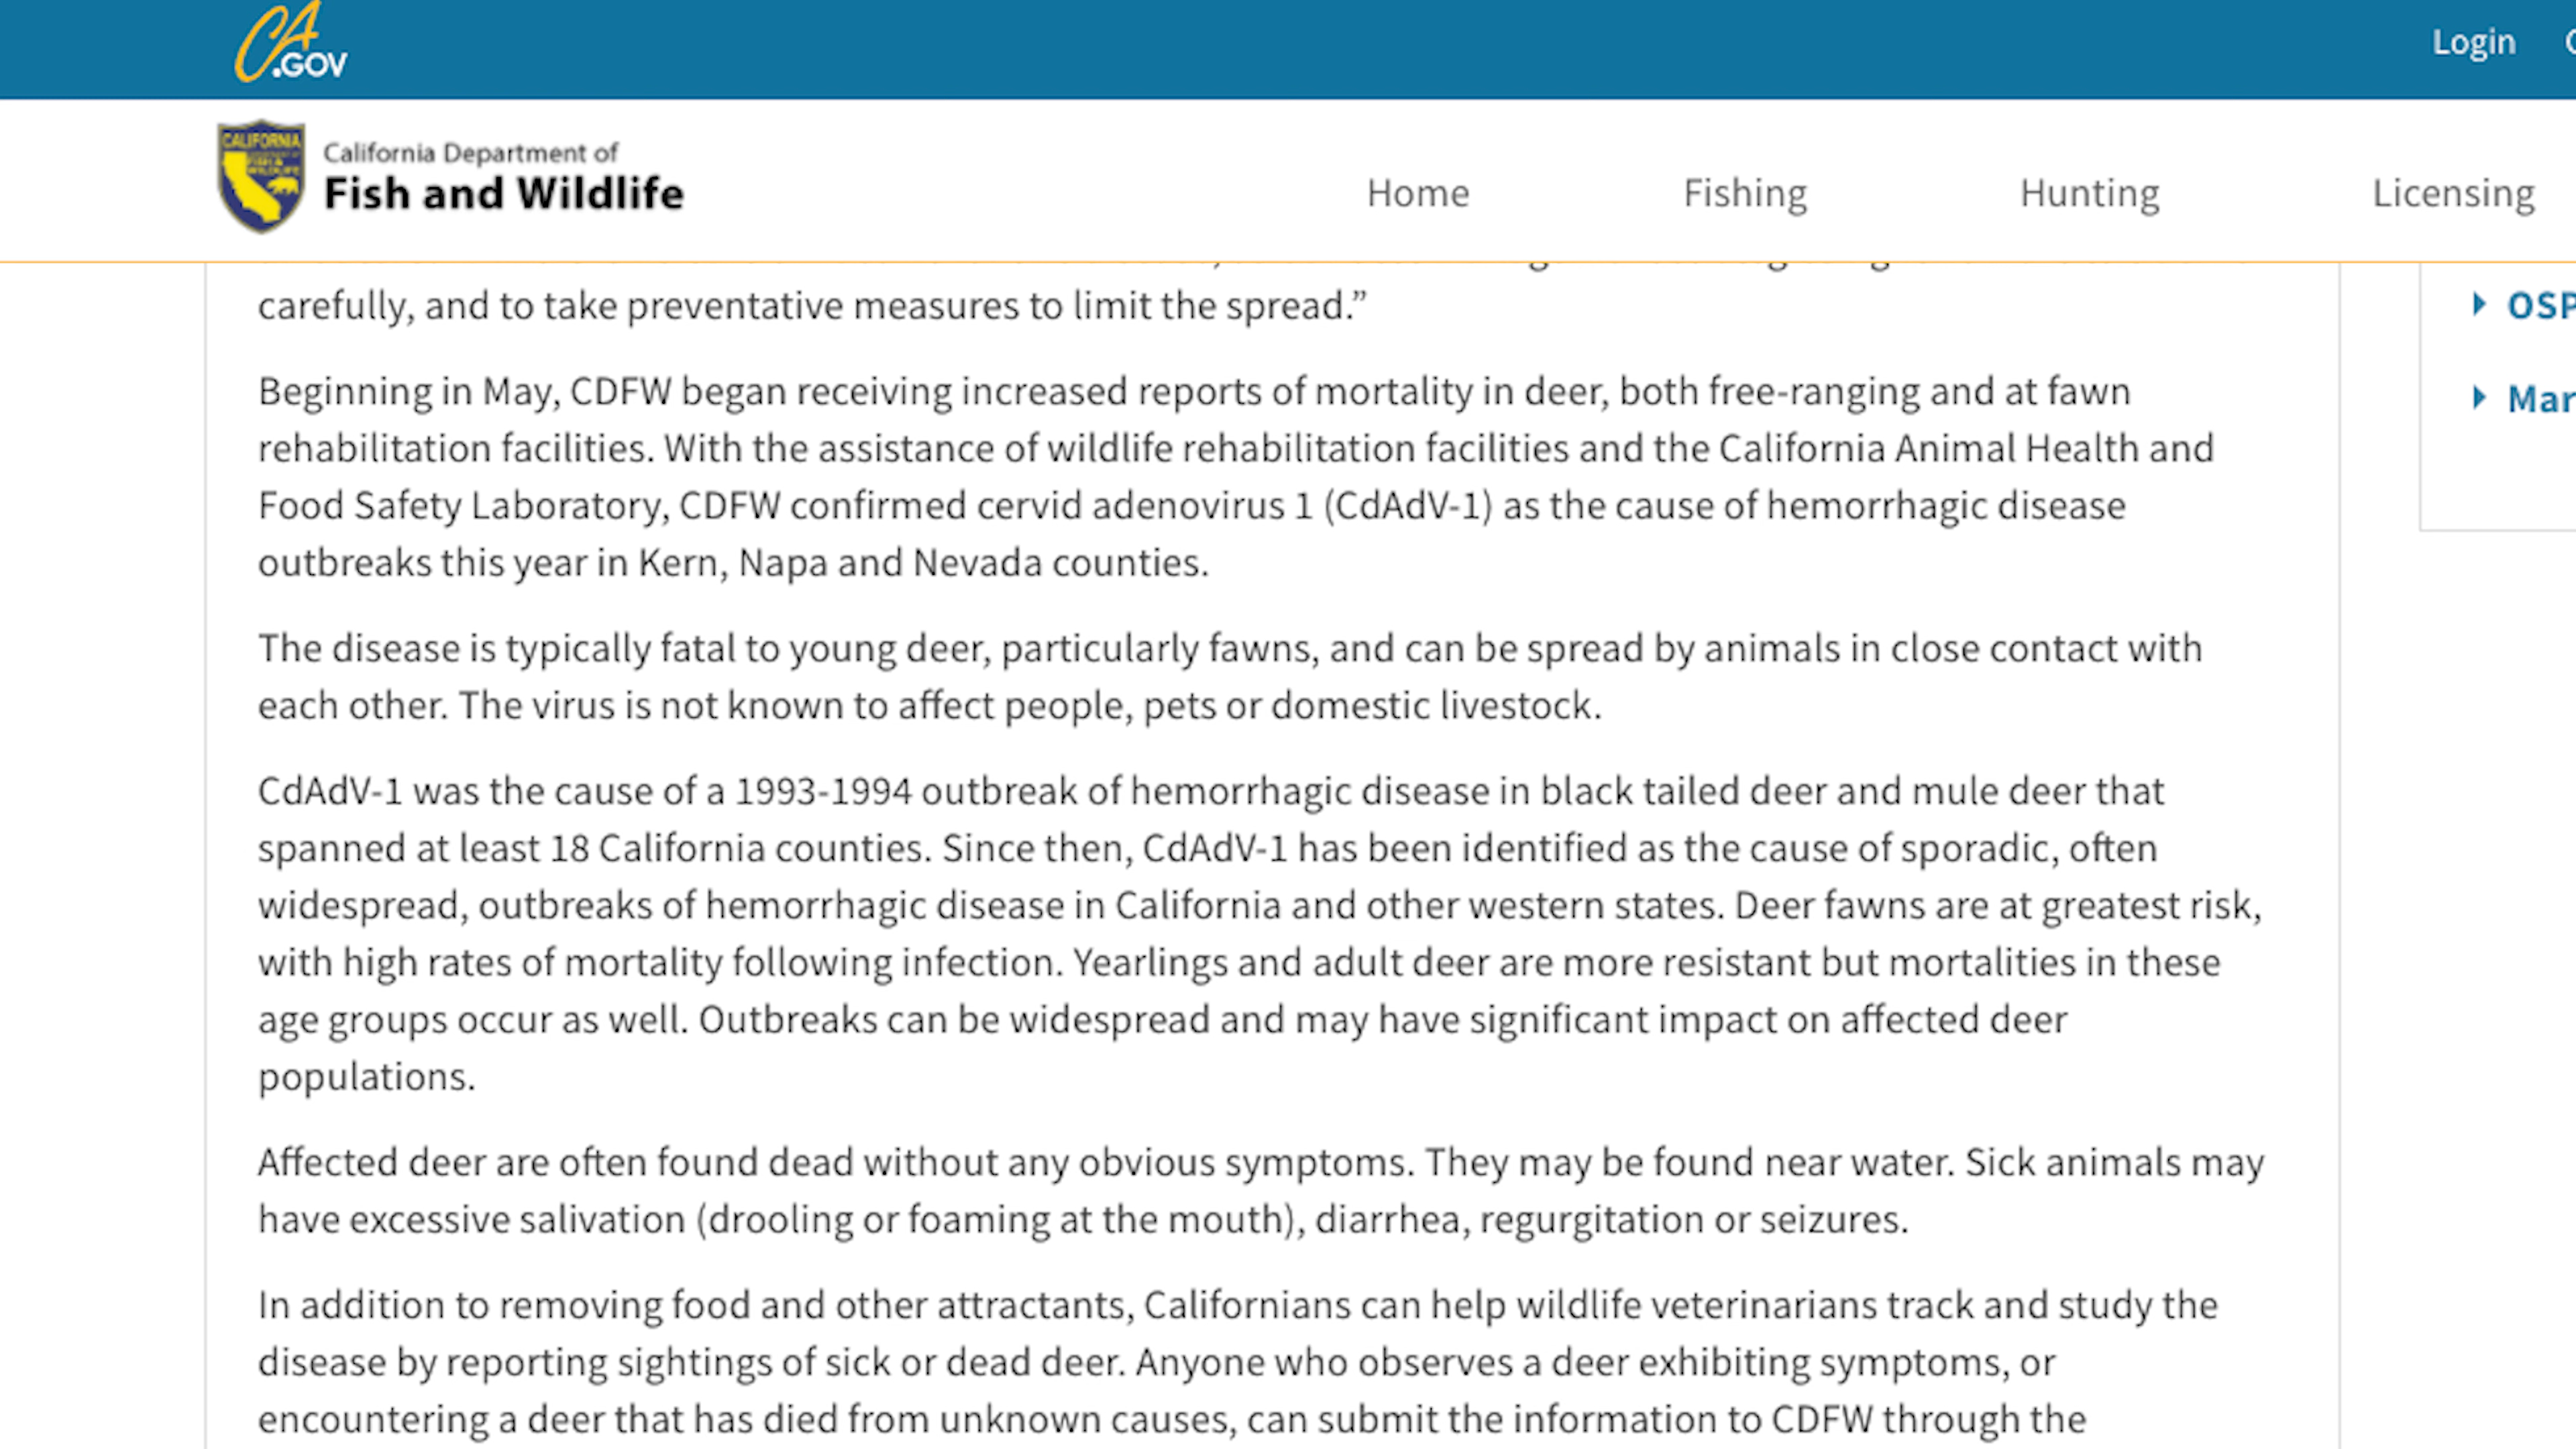 CA.GOV
Login
CALIFORNIA
California Department of
Fish and Wildlife
Home
Fishing
Hunting
Licensing
carefully, and to take preventative measures to limit the spread.”
Beginning in May, CDFW began receiving increased reports of mortality in deer, both free-ranging and at fawn
rehabilitation facilities. With the assistance of wildlife rehabilitation facilities and the California Animal Health and
Food Safety Laboratory, CDFW confirmed cervid adenovirus 1 (CdAdV-1) as the cause of hemorrhagic disease
outbreaks this year in Kern, Napa and Nevada counties.
The disease is typically fatal to young deer, particularly fawns, and can be spread by animals in close contact with
each other. The virus is not known to affect people, pets or domestic livestock.
CdAdV-1 was the cause of a 1993-1994 outbreak of hemorrhagic disease in black tailed deer and mule deer that
spanned at least 18 California counties. Since then, CdAdV-1 has been identified as the cause of sporadic, often
widespread, outbreaks of hemorrhagic disease in California and other western states. Deer fawns are at greatest risk,
with high rates of mortality following infection. Yearlings and adult deer are more resistant but mortalities in these
age groups occur as well. Outbreaks can be widespread and may have significant impact on affected deer
populations.
Affected deer are often found dead without any obvious symptoms. They may be found near water. Sick animals may
have excessive salivation (drooling or foaming at the mouth), diarrhea, regurgitation or seizures.
In addition to removing food and other attractants, Californians can help wildlife veterinarians track and study the
disease by reporting sightings of sick or dead deer. Anyone who observes a deer exhibiting symptoms, or
encountering a deer that has died from unknown causes, can submit the information to CDFW through the
OSP
Mar